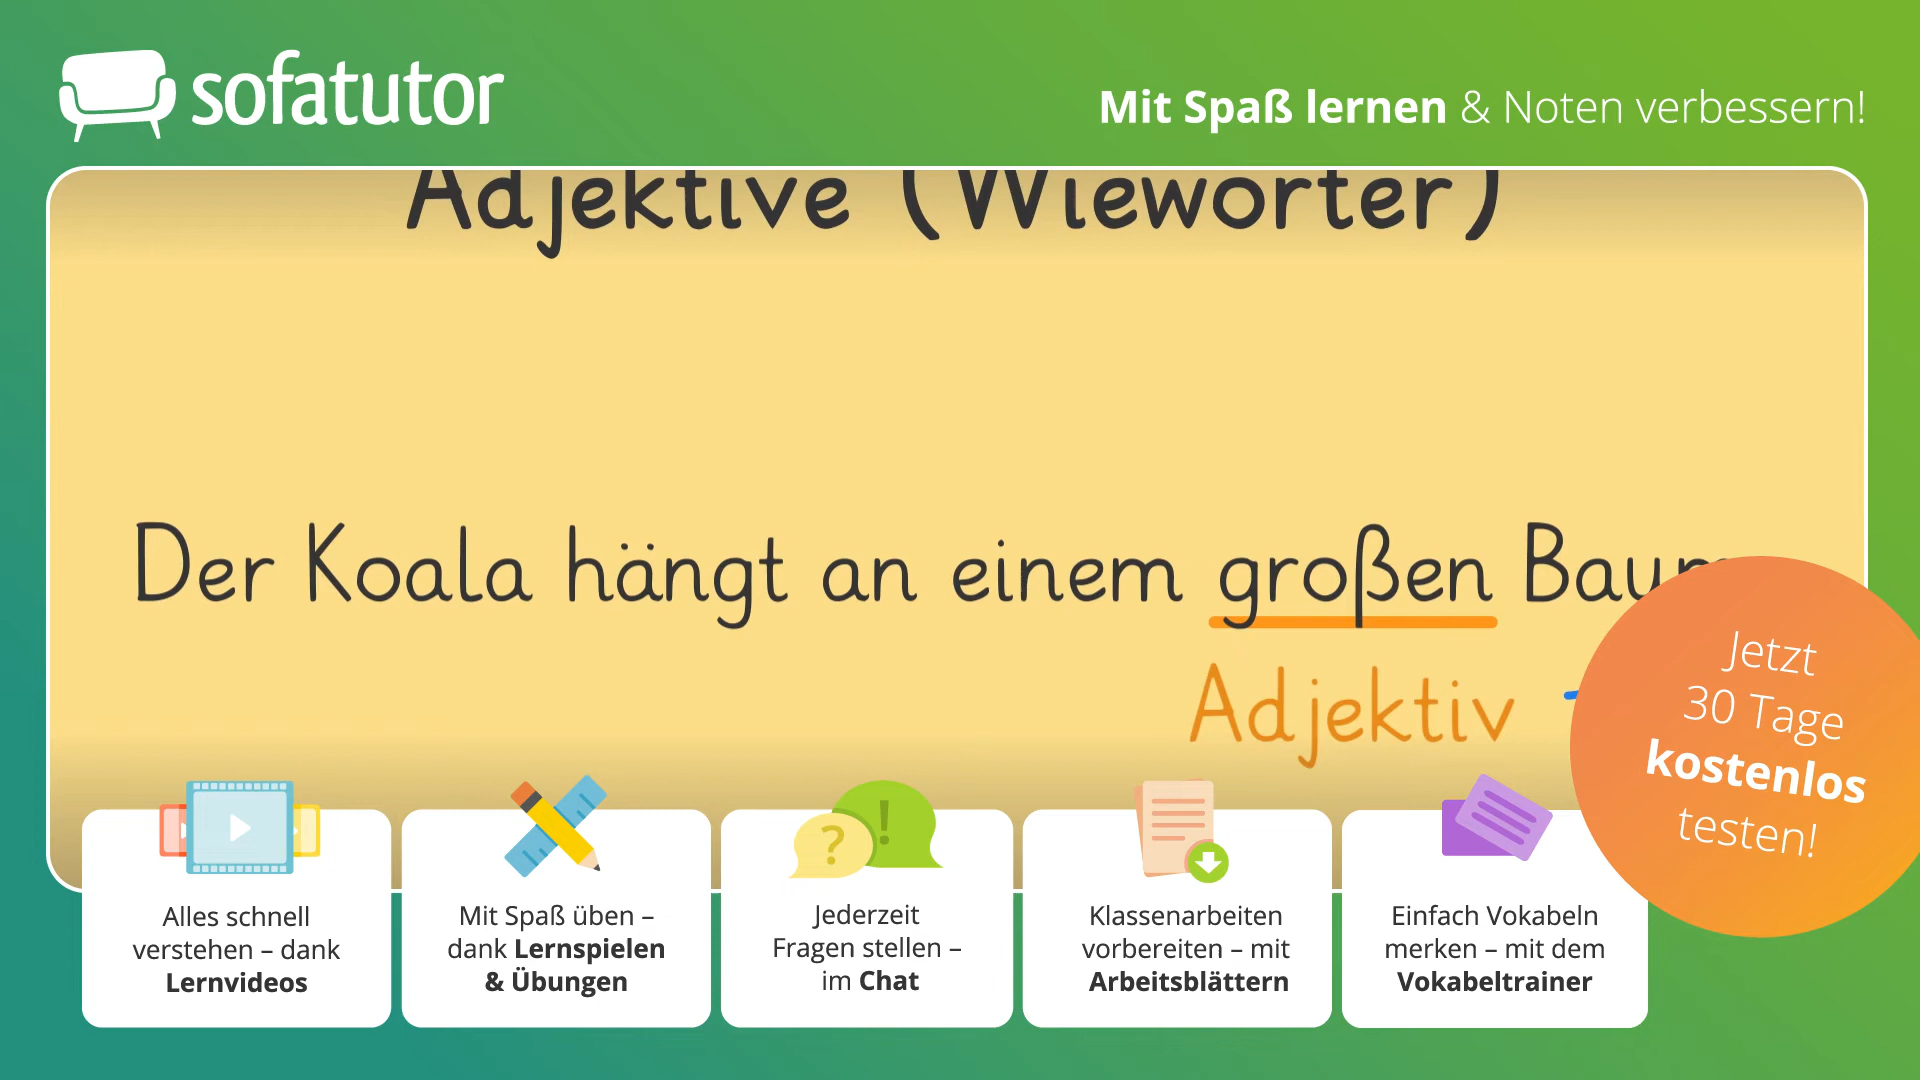 sofatutor
Mit Spaß lernen & Noten verbessern!
Adjektive (Wiewörter)
Der Koala hängt an einem großen Baum
Adjektiv
Jetzt
30 Tage
kostenlos
testen!
Alles schnell
verstehen – dank
Lernvideos
Mit Spaß üben –
dank Lernspielen
& Übungen
?
!
Jederzeit
Fragen stellen –
im Chat
Klassenarbeiten
vorbereiten – mit
Arbeitsblättern
Einfach Vokabeln
merken – mit dem
Vokabeltrainer